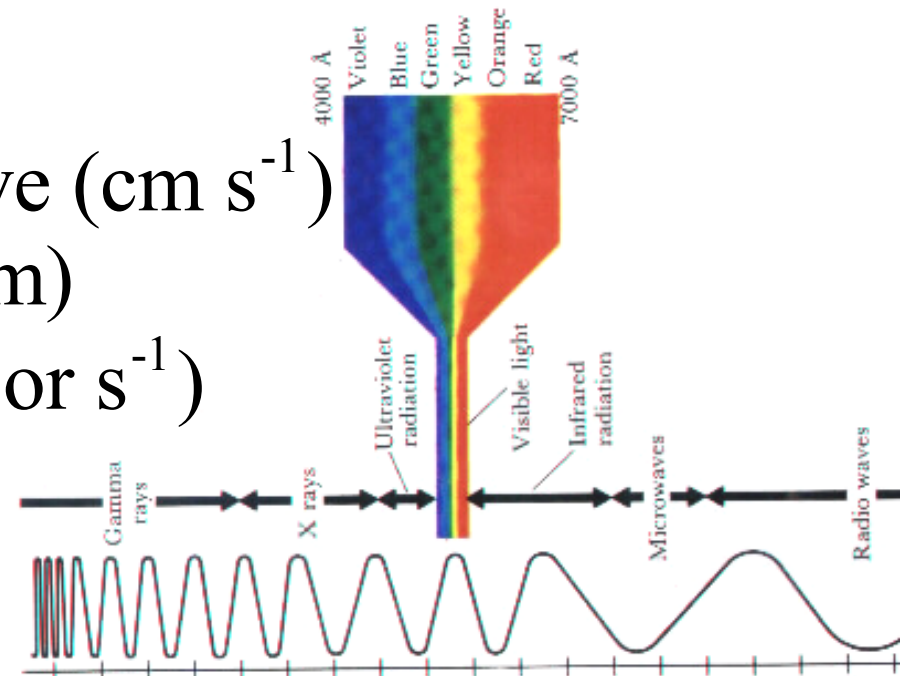 4000 Å
Violet
Blue
Green
Yellow
Orange
Red
7000 Å
ve (cm s-1)
m)
or s-1)
Ultraviolet
radiation
Visible light
Infrared
radiation
Gamma
rays
X rays
Microwaves
Radio waves